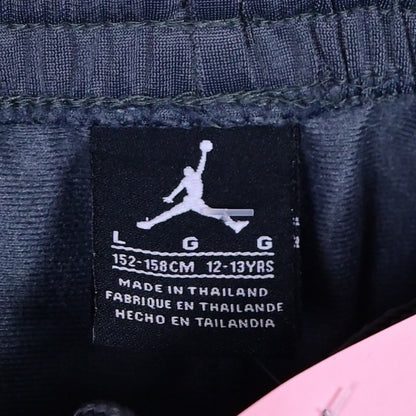 L G G
152-158CM 12-13YRS
MADE IN THAILAND
FABRIQUE EN THAILANDE
HECHO EN TAILANDIA